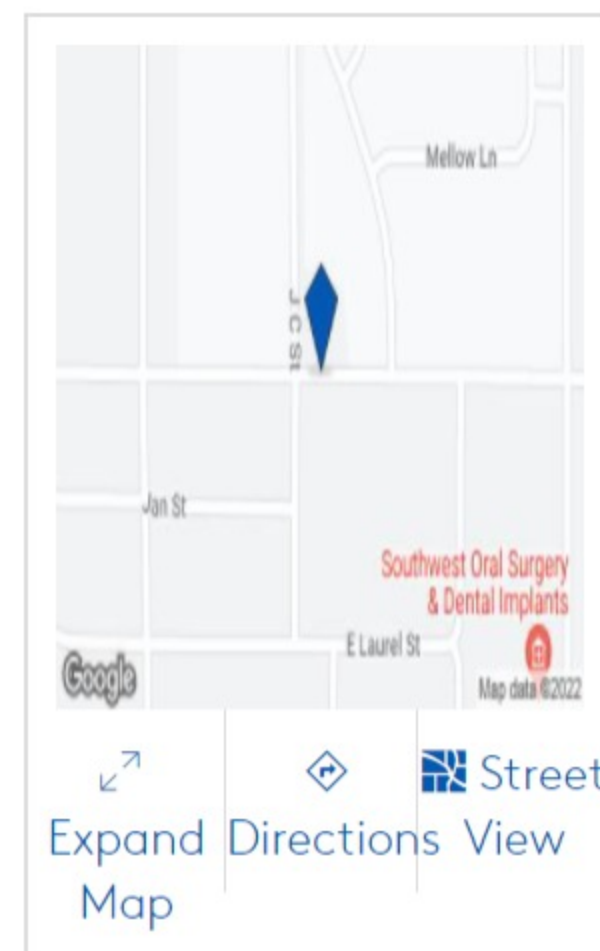 Mellow Ln
J C St
Jan St
Southwest Oral Surgery
& Dental Implants
E Laurel St
Google
Map data ©2022
Expand
Map
Directions
Street
View